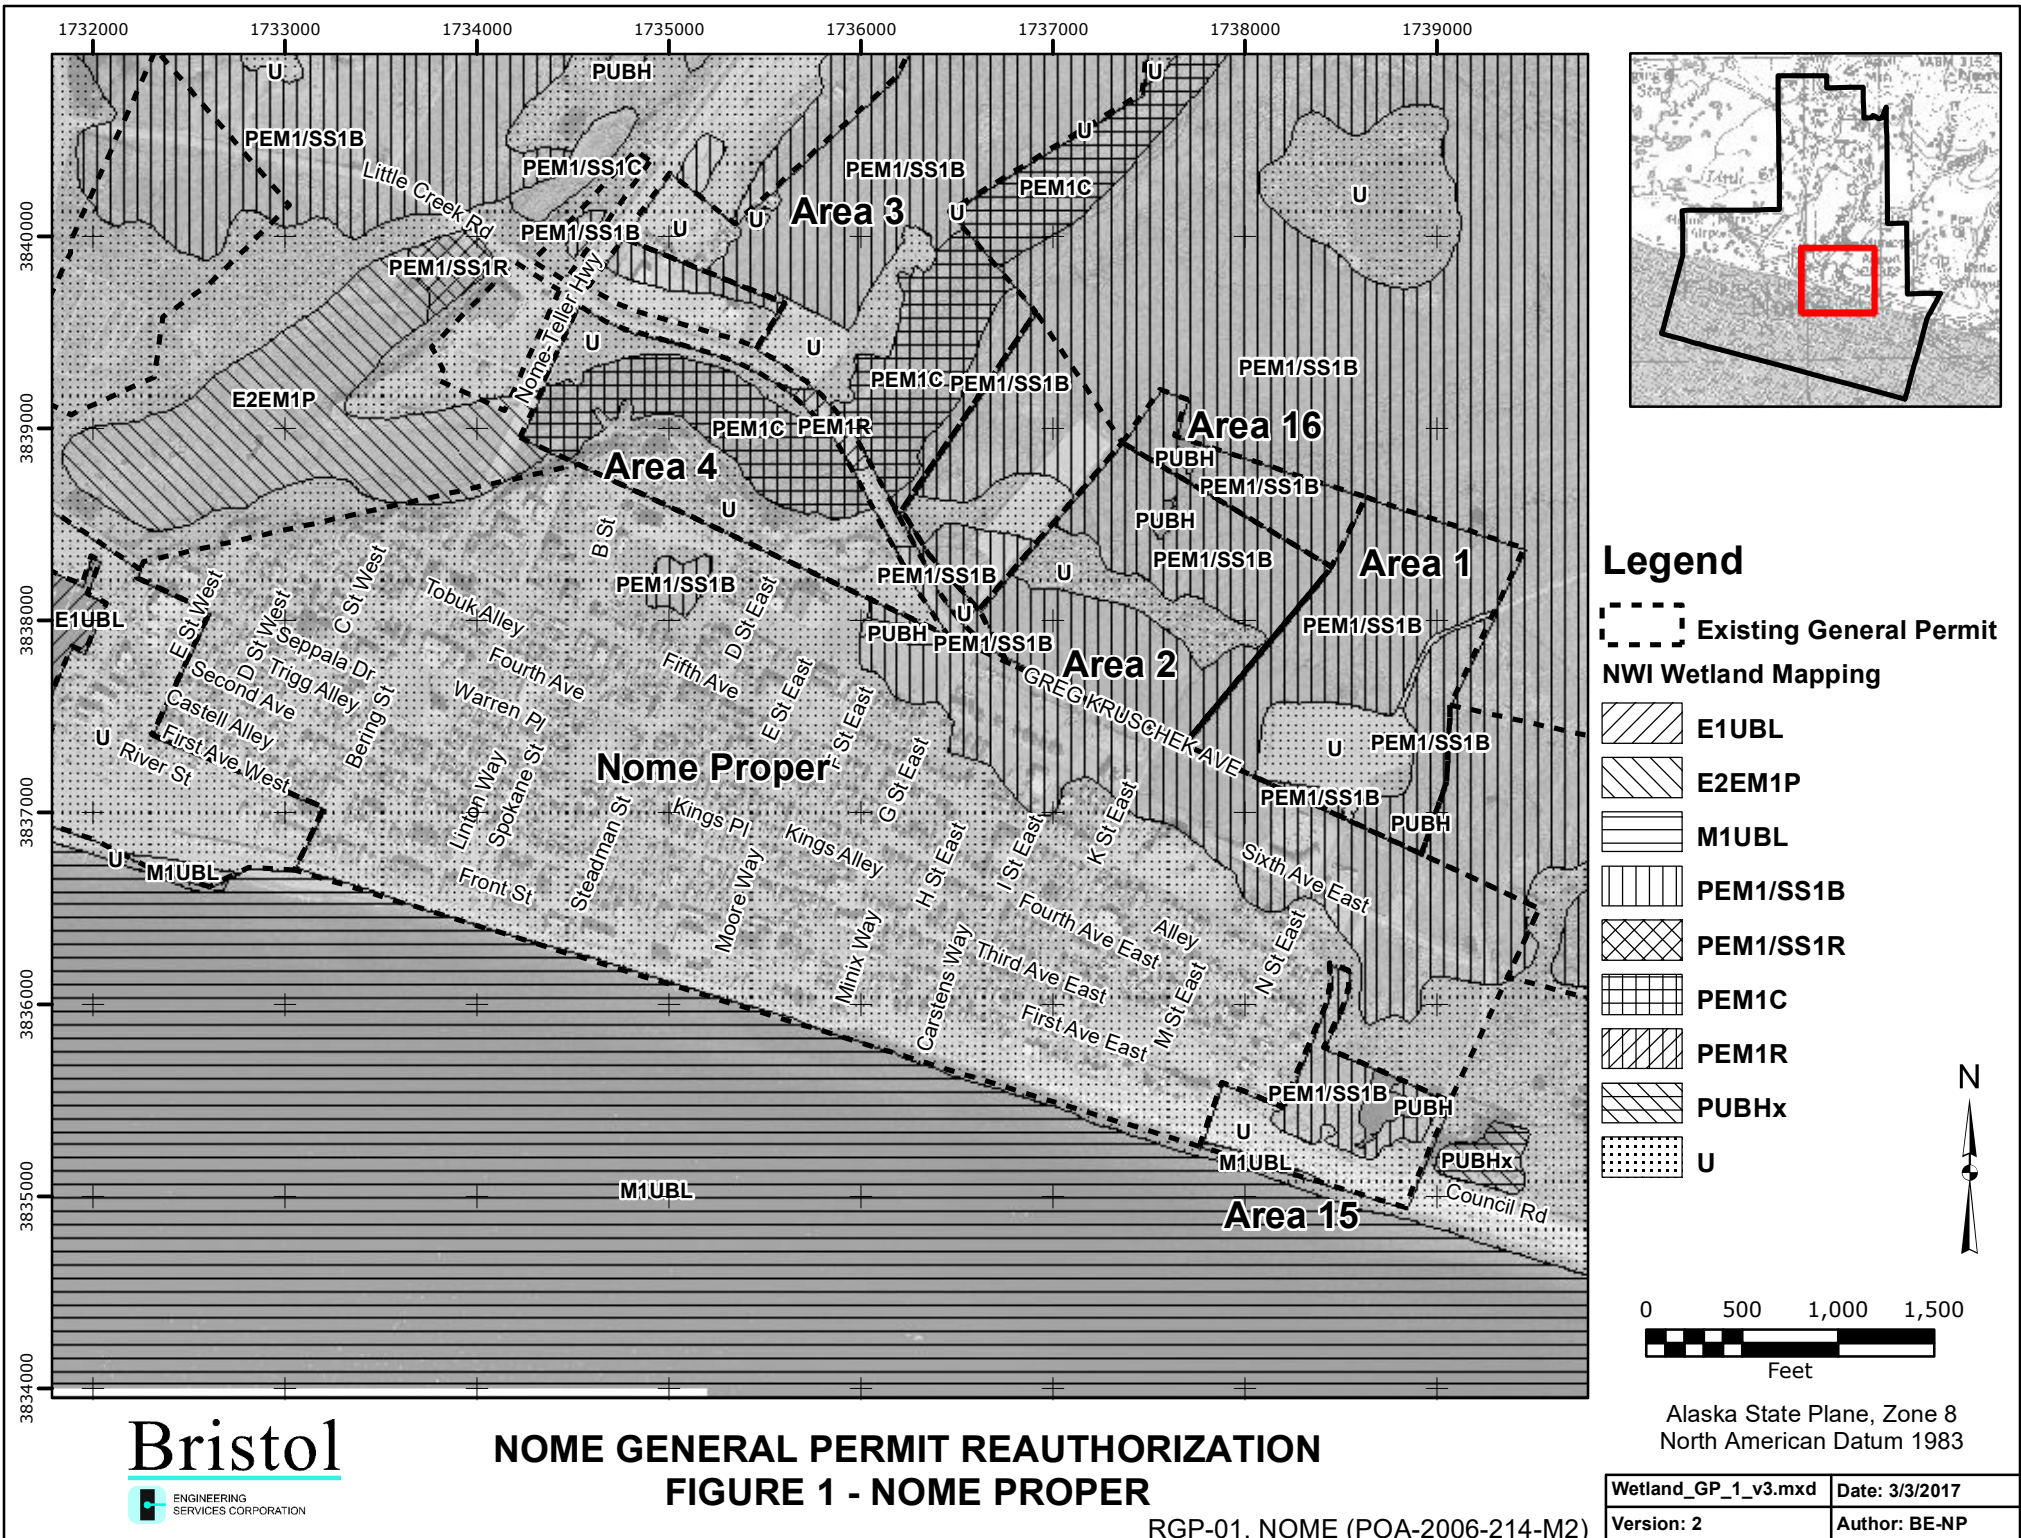 1732000 1733000 1734000 1735000 1736000 1737000 1738000 1739000
3840000
3839000
3838000
3837000
3836000
3835000
3834000
U
PUBH
U
PEM1/SS1B
U
PEM1/SS1C
PEM1/SS1B
PEM1C
Little Creek Rd
U
Area 3
U
U
U
PEM1/SS1B
PEM1/SS1R
Nome-Teller Hwy
U
U
PEM1/SS1B
E2EM1P
PEM1C
PEM1/SS1B
PEM1C
PEM1R
Area 16
PUBH
Area 4
PEM1/SS1B
U
PUBH
B St
PEM1/SS1B
Area 1
PEM1/SS1B
PEM1/SS1B
U
E1UBL
U
PUBH
PEM1/SS1B
PEM1/SS1B
Area 2
E St West
D St West
C St West
Tobuk Alley
D St East
Seppala Dr
Trigg Alley
Second Ave
Castell Alley
First Ave West
River St
U
Bering St
Fourth Ave
Warren Pl
Fifth Ave
E St East
F St East
G St East
GREG KRUSCHEK AVE
U
PEM1/SS1B
Nome Proper
Linton Way
Spokane St
Steadman St
Kings Pl
Kings Alley
PEM1/SS1B
PUBH
K St East
I St East
H St East
Sixth Ave East
U
M1UBL
Front St
Moore Way
Minix Way
Carstens Way
Fourth Ave East
Alley
Third Ave East
N St East
M St East
First Ave East
PEM1/SS1B
PUBH
U
M1UBL
PUBHx
M1UBL
Area 15
Council Rd
Legend
Existing General Permit
NWI Wetland Mapping
E1UBL
E2EM1P
M1UBL
PEM1/SS1B
PEM1/SS1R
PEM1C
PEM1R
PUBHx
U
N
0 500 1,000 1,500
Feet
Alaska State Plane, Zone 8
North American Datum 1983
Bristol
ENGINEERING
SERVICES CORPORATION
NOME GENERAL PERMIT REAUTHORIZATION
FIGURE 1 - NOME PROPER
RGP-01, NOME (POA-2006-214-M2)
Wetland_GP_1_v3.mxd Date: 3/3/2017
Version: 2 Author: BE-NP